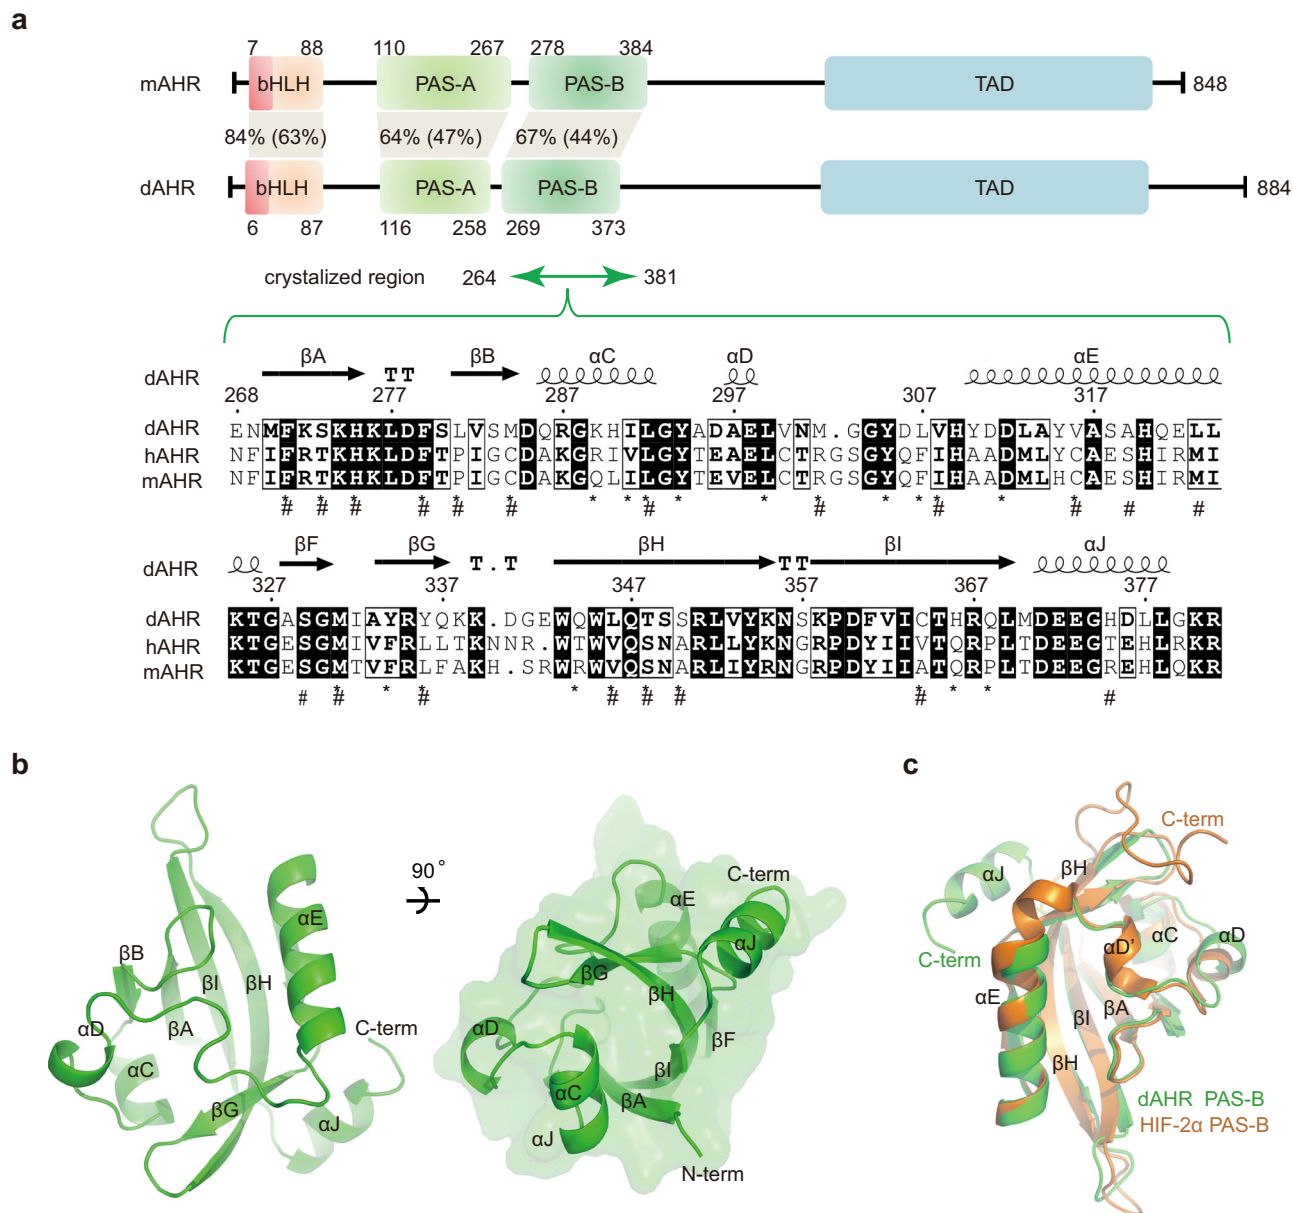 a
7 88 110 267 278 384
mAHR bHLH PAS-A PAS-B TAD 848
84% (63%) 64% (47%) 67% (44%)
dAHR bHLH PAS-A PAS-B TAD 884
6 87 116 258 269 373
crystalized region 264 381
βA βB αC αD αE
dAHR TT
268 277 287 297 307 317
dAHR ENMFKSKHKLDFSLVSMDQRGKHILGYADAELVNM.GGYDLVHYDDLAYVASAHQELL
hAHR NFIFRTKHKLDFTPIGCDAKGRIVLGYTEAELCTRGSGYQFIHAADMLYCAESHIRMI
mAHR NFIFRTKHKLDFTPIGCDAKGQLILGYTEVELCTRGSGYQFIHAADMLHCAESHIRMI
* * * * * * * * * * * * * * * * *
# # # # # # # # # # # #
βF βG βH βI αJ
dAHR T.T TT
327 337 347 357 367 377
dAHR KTGASGMIAYRYQKK.DGEWQWLQTSSRLVYKNSKPDFVICTHRQLMDEEGHDLLGKR
hAHR KTGESGMIVFRLLTKNNR.WTWVQSNARLLYKNGRPDYIIVTQRPLTDEEGTEHLRKR
mAHR KTGESGMTVFRLFAKH.SRWRWVQSNARLIYRNGRPDYIIATQRPLTDEEGREHLQKR
* * * * * * * * * *
# # # # # # # #
b
90°
βB αE βI βH αD βA αC βG αJ C-term
αE C-term αJ βG βH αD βF βI αC βA αJ N-term
c
C-term
βH
αJ
αD' αC αD
C-term
αE
βA
βI
βH
dAHR PAS-B
HIF-2α PAS-B